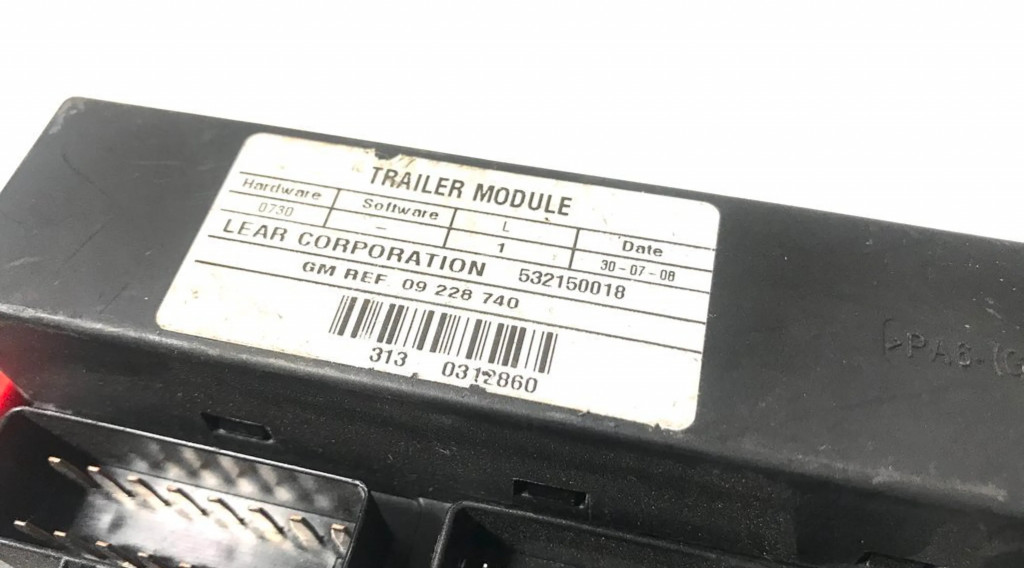 TRAILER MODULE
Hardware Software L Date
0730 - 1 30-07-08
LEAR CORPORATION 532150018
GM REF. 09 228 740
313 0312860
>PA6-(G